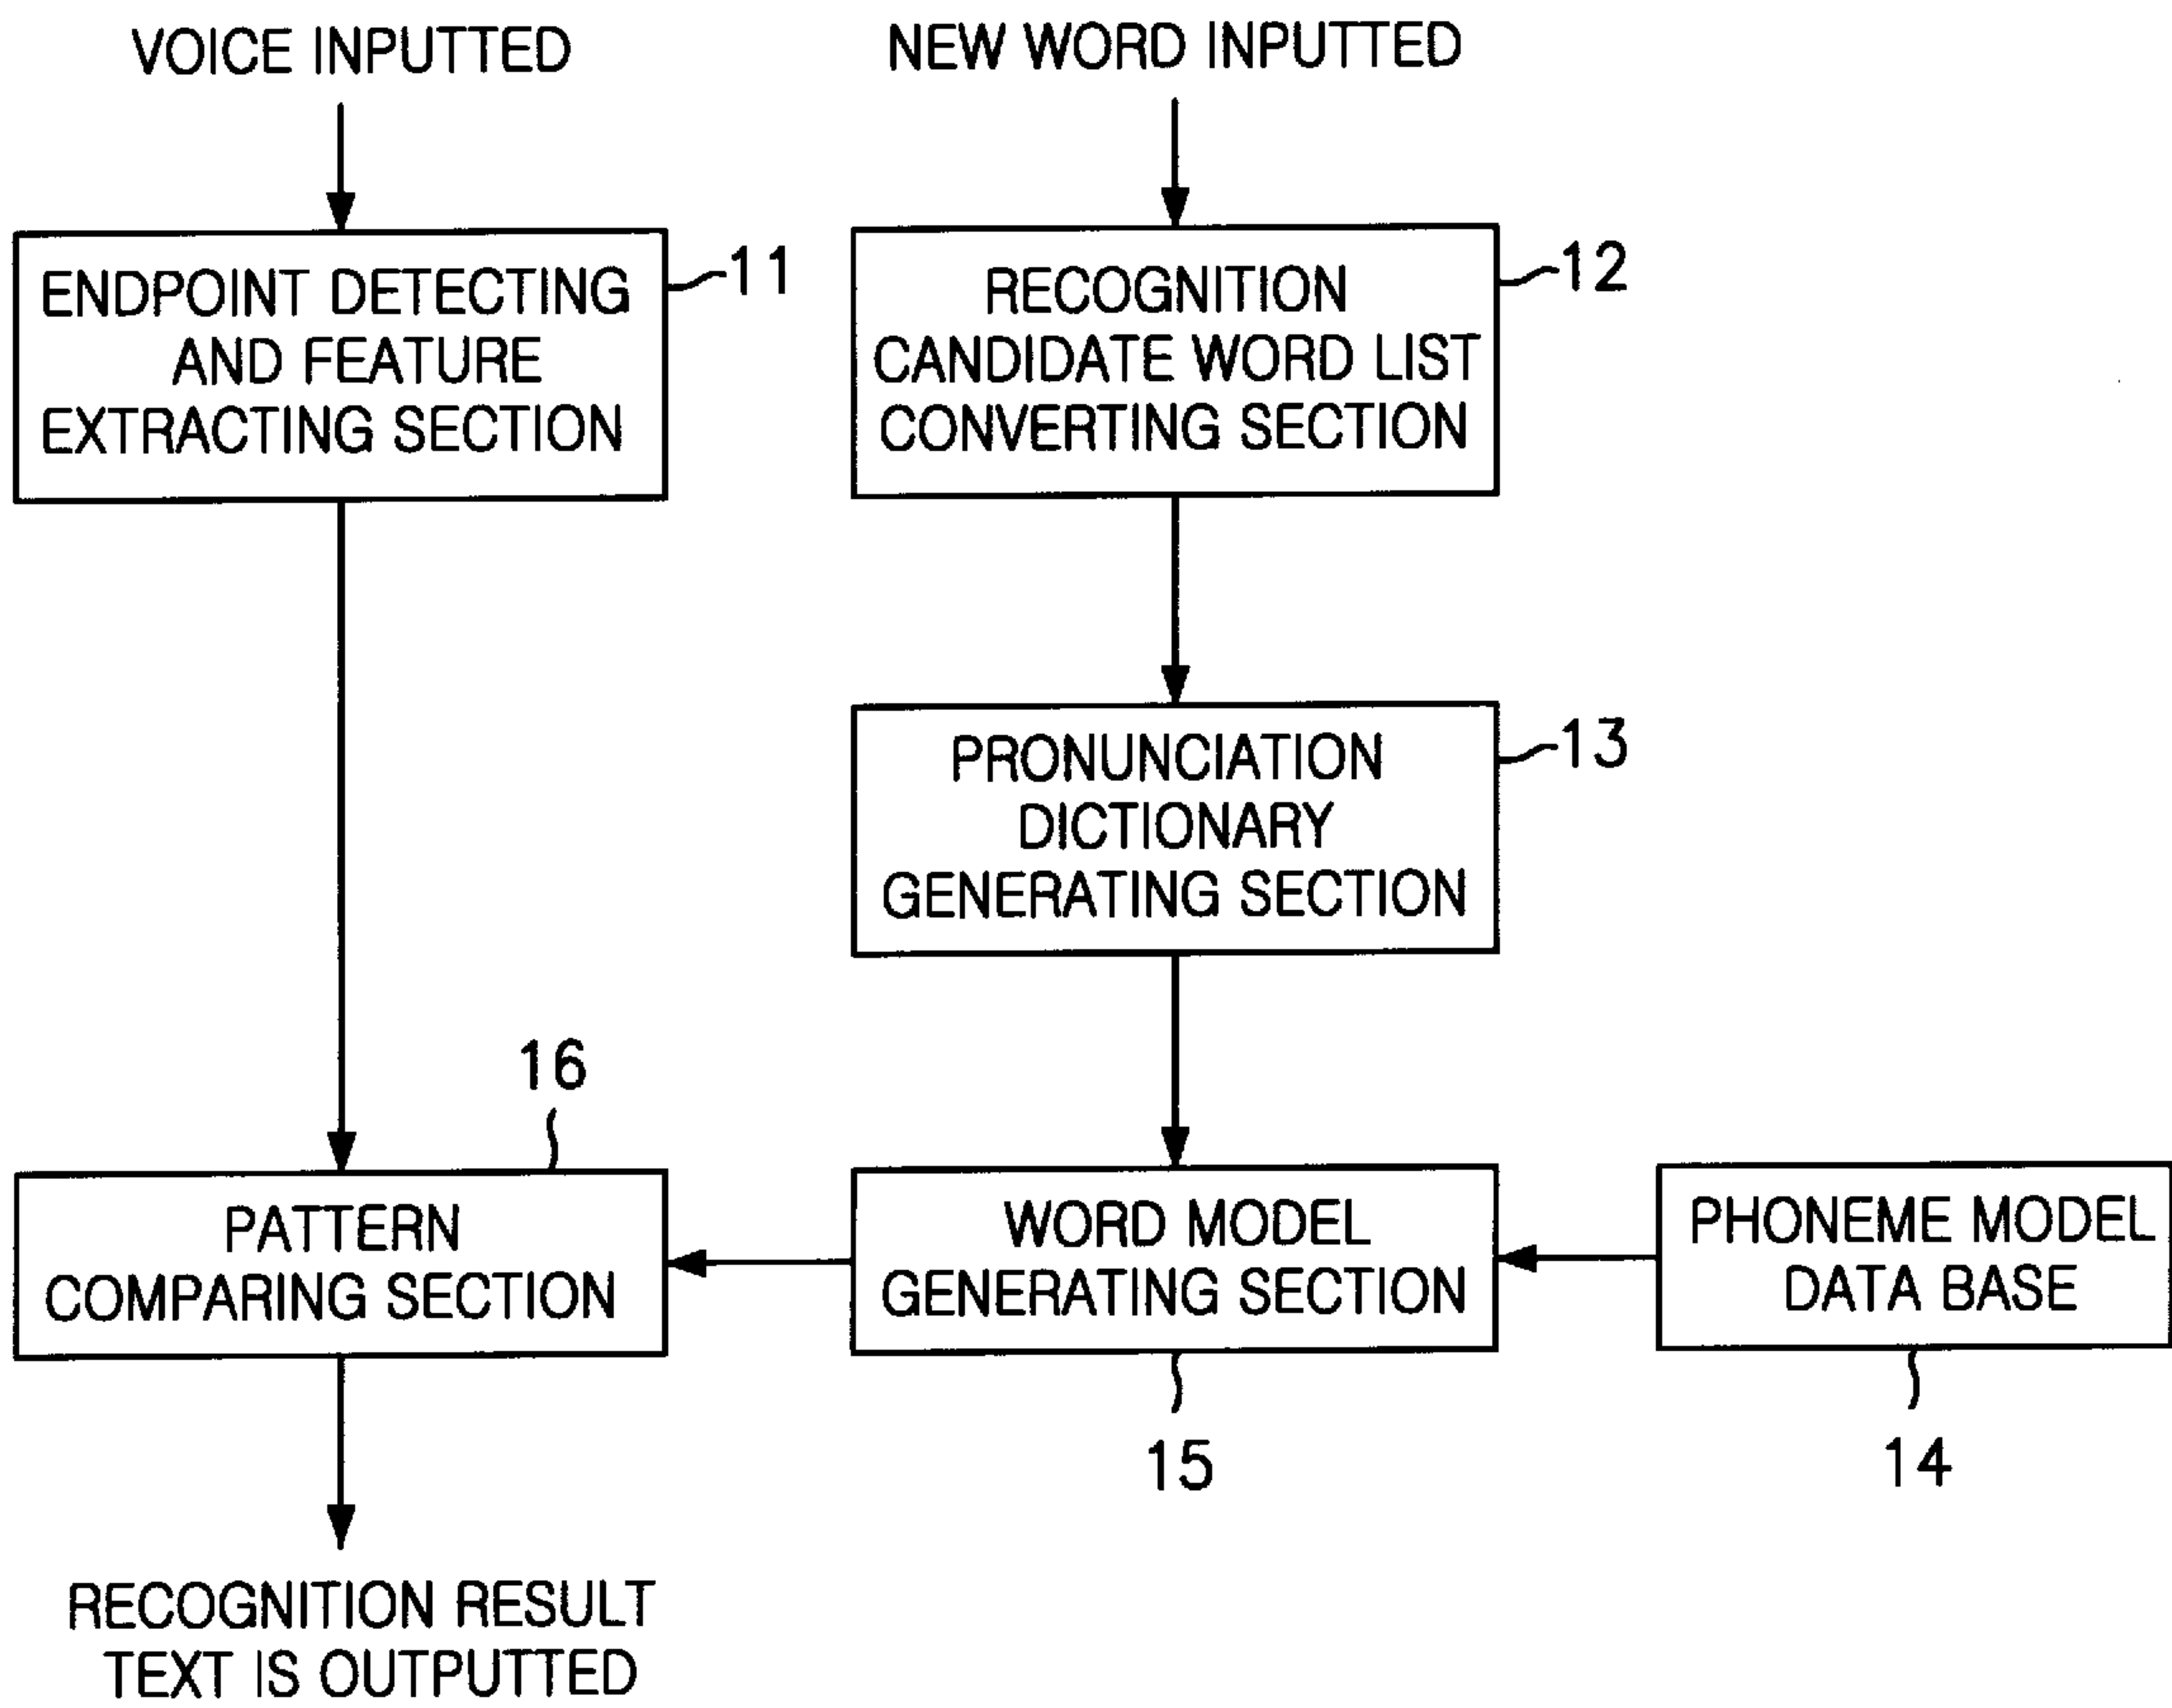 VOICE INPUTTED
NEW WORD INPUTTED
ENDPOINT DETECTING
AND FEATURE
EXTRACTING SECTION
11
RECOGNITION
CANDIDATE WORD LIST
CONVERTING SECTION
12
PRONUNCIATION
DICTIONARY
GENERATING SECTION
13
16
PATTERN
COMPARING SECTION
WORD MODEL
GENERATING SECTION
15
PHONEME MODEL
DATA BASE
14
RECOGNITION RESULT
TEXT IS OUTPUTTED